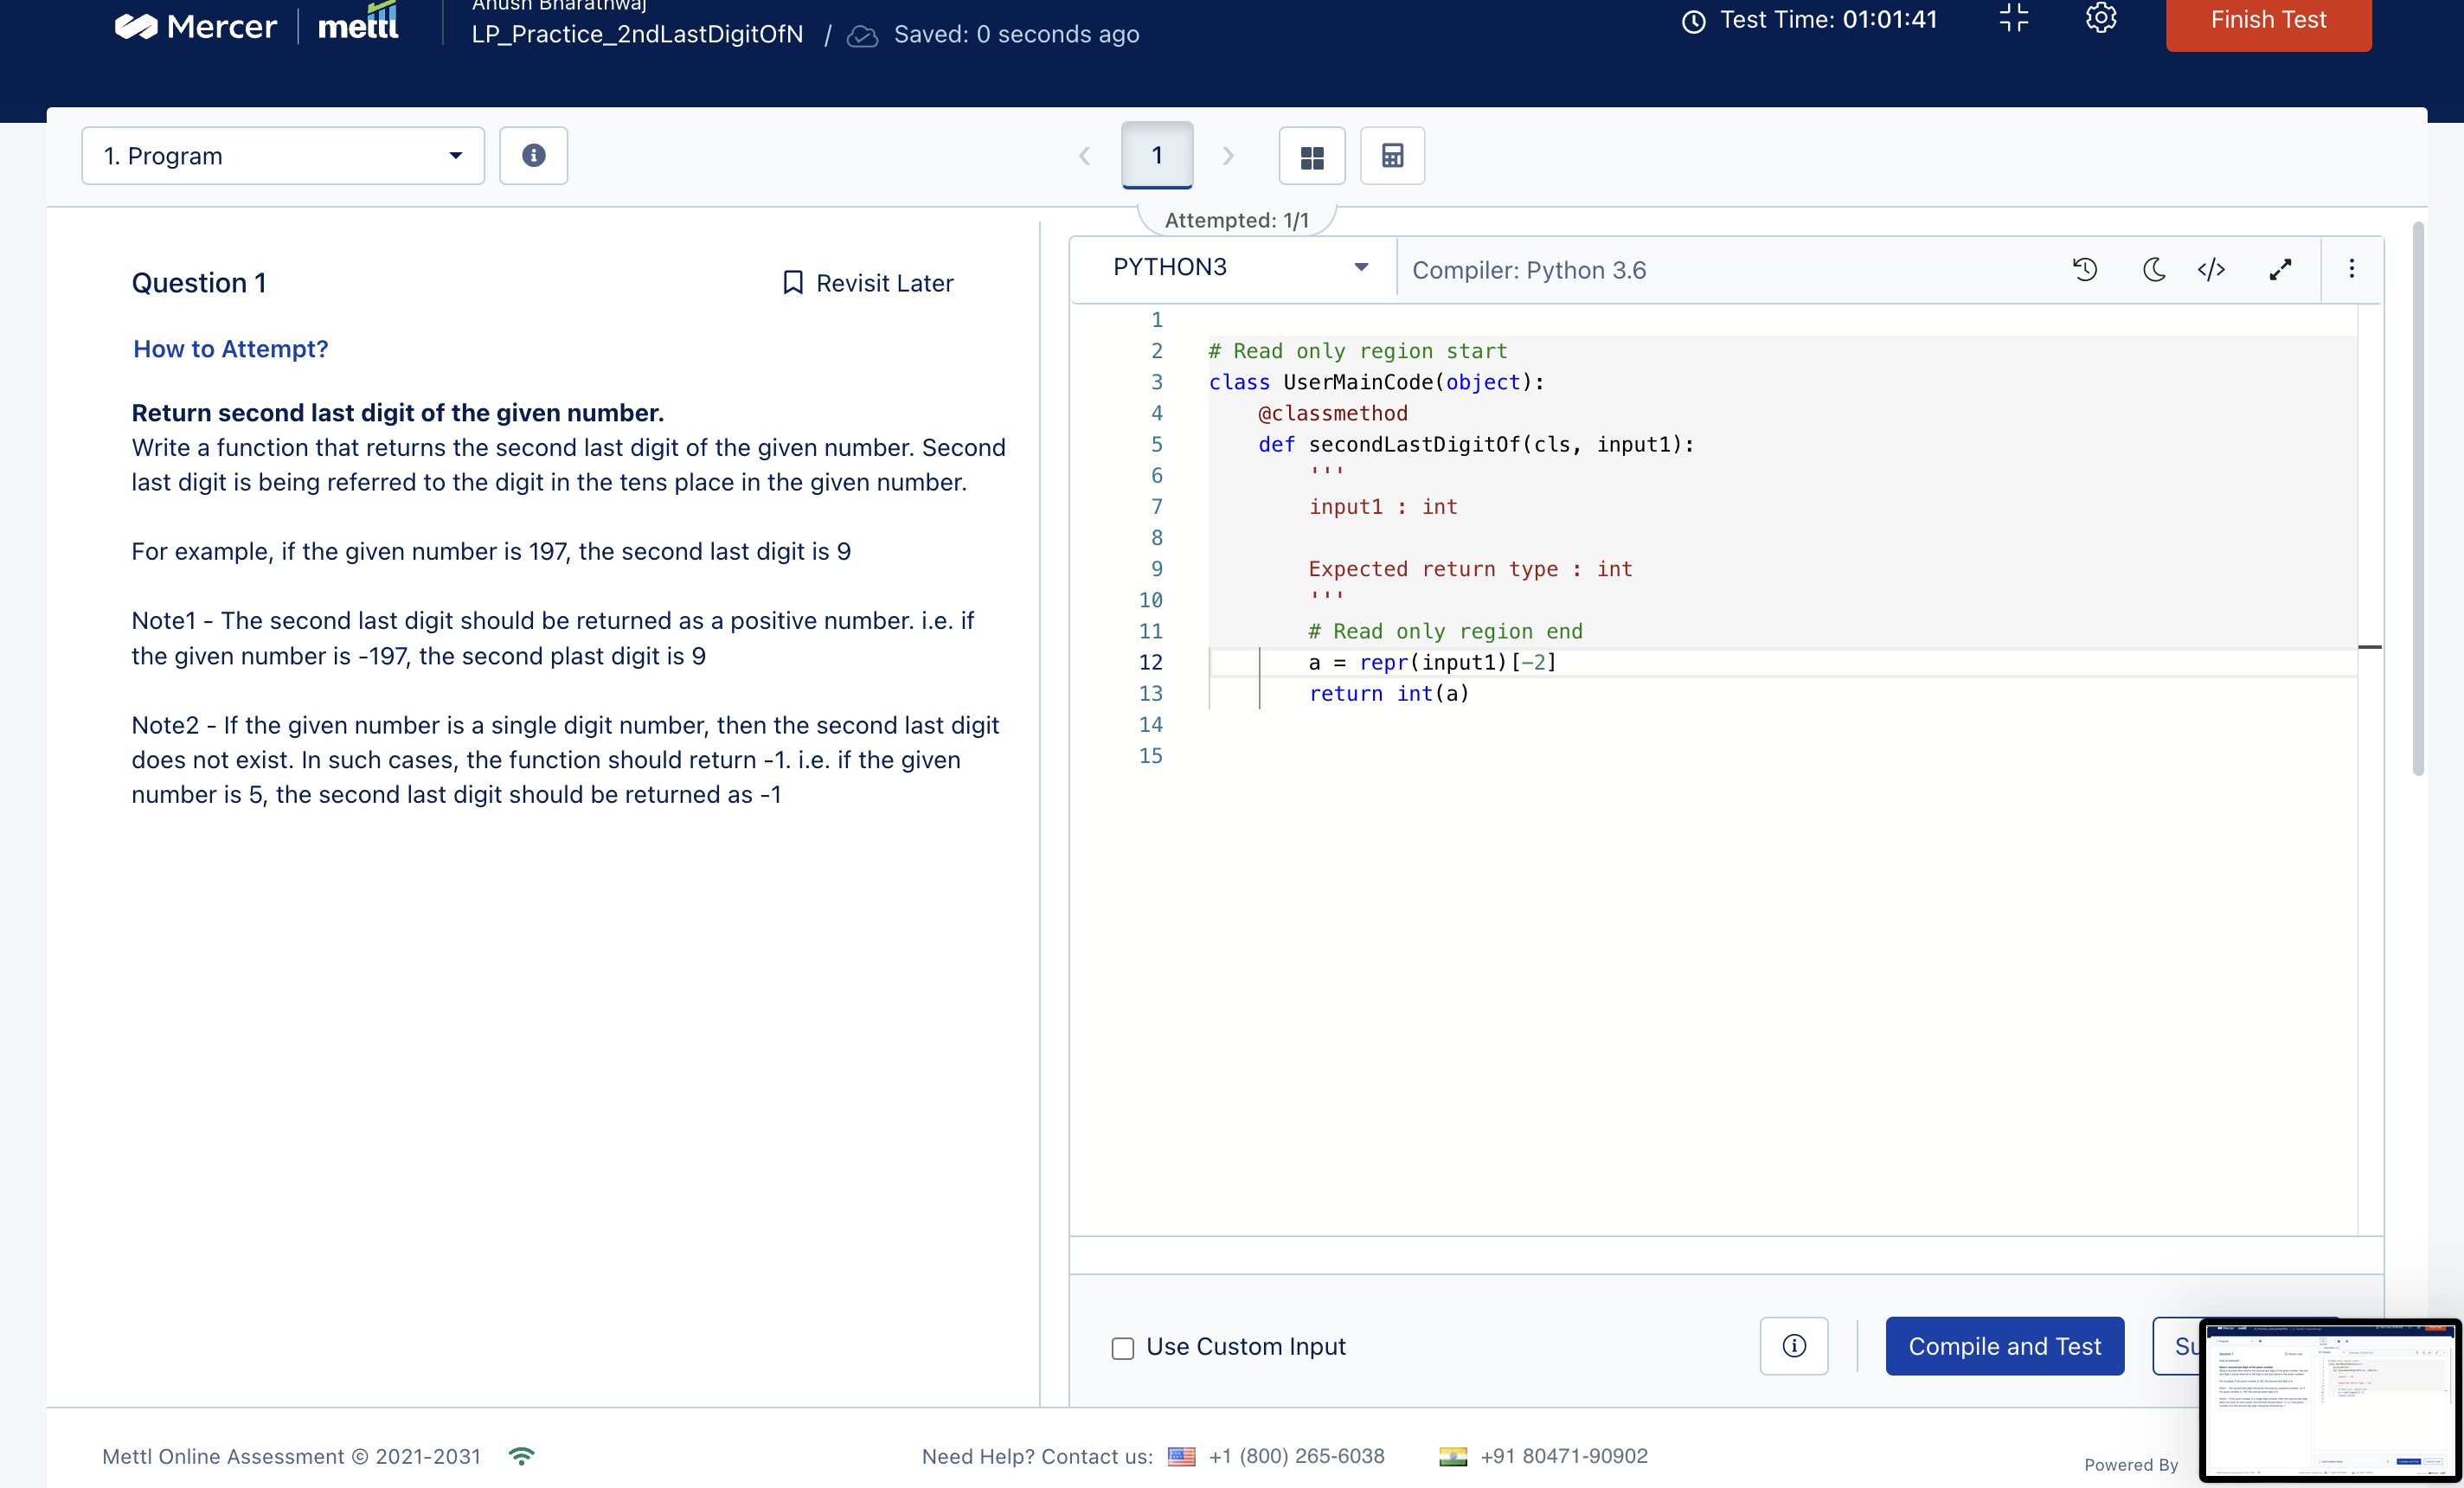 Mercer
mettl
Anush Bharathwaj
LP_Practice_2ndLastDigitOfN / Saved: 0 seconds ago
Test Time: 01:01:41
Finish Test
1. Program
1
Attempted: 1/1
Question 1
Revisit Later
How to Attempt?
Return second last digit of the given number.
Write a function that returns the second last digit of the given number. Second
last digit is being referred to the digit in the tens place in the given number.
For example, if the given number is 197, the second last digit is 9
Note1 - The second last digit should be returned as a positive number. i.e. if
the given number is -197, the second plast digit is 9
Note2 - If the given number is a single digit number, then the second last digit
does not exist. In such cases, the function should return -1. i.e. if the given
number is 5, the second last digit should be returned as -1
PYTHON3
Compiler: Python 3.6
1
2 # Read only region start
3 class UserMainCode(object):
4 @classmethod
5 def secondLastDigitOf(cls, input1):
6 '''
7 input1 : int
8
9 Expected return type : int
10 '''
11 # Read only region end
12 a = repr(input1)[-2]
13 return int(a)
14
15
Use Custom Input
Compile and Test
Su
Mettl Online Assessment © 2021-2031
Need Help? Contact us: +1 (800) 265-6038 +91 80471-90902
Powered By